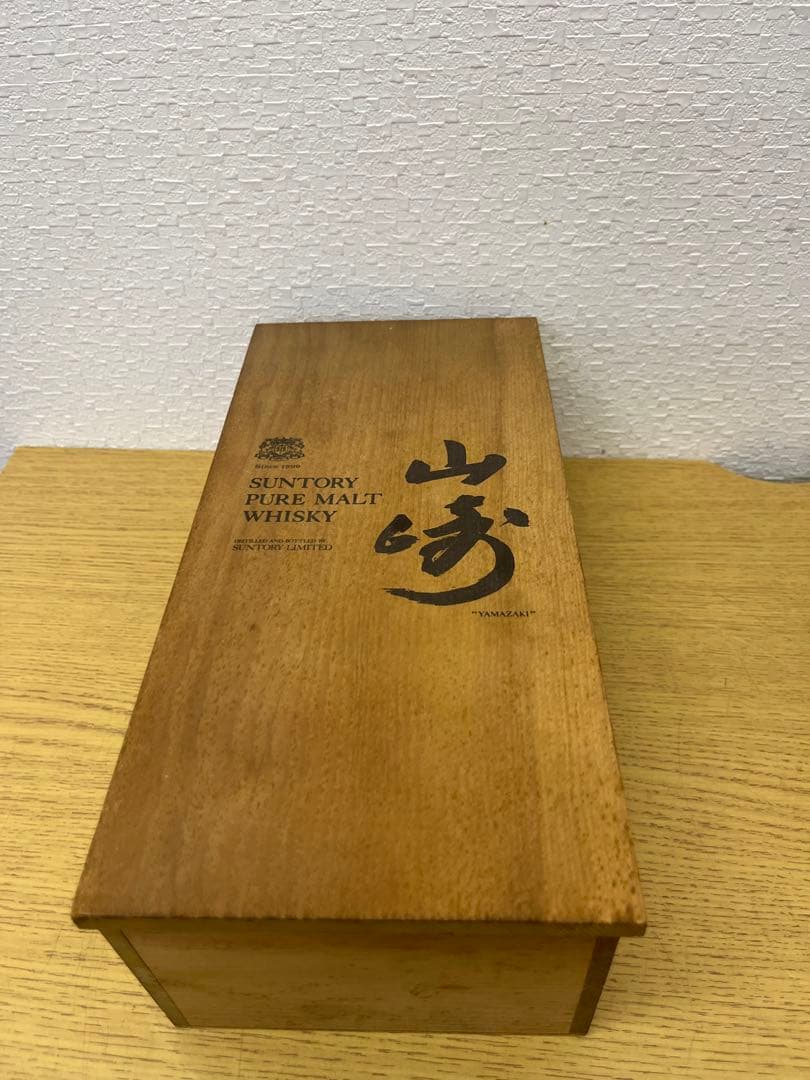 Since 1899
SUNTORY
PURE MALT
WHISKY
DISTILLED AND BOTTLED BY
SUNTORY LIMITED
山
崎
"YAMAZAKI"